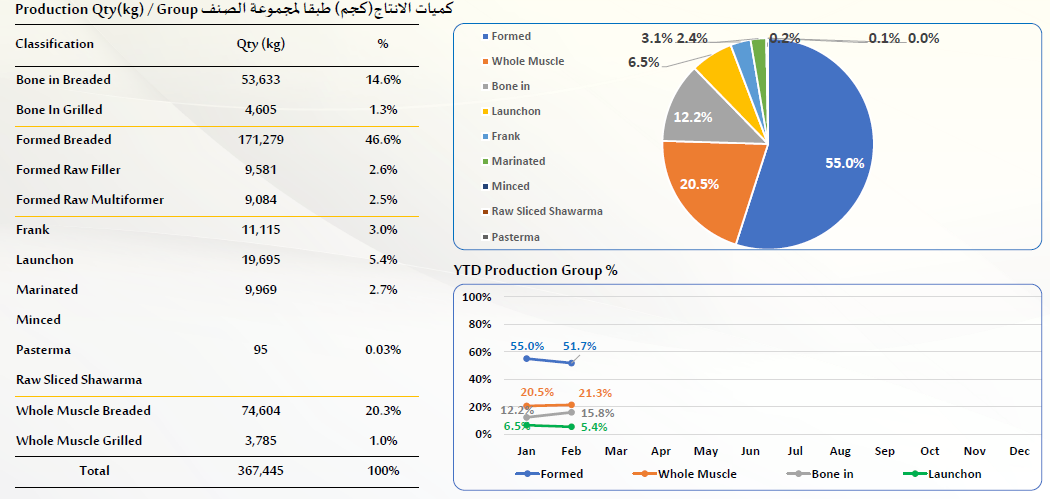 Production Qty(kg) / Group كميات الانتاج(كجم) طبقا لمجموعة الصنف
Classification Qty (kg) %
Bone in Breaded 53,633 14.6%
Bone In Grilled 4,605 1.3%
Formed Breaded 171,279 46.6%
Formed Raw Filler 9,581 2.6%
Formed Raw Multiformer 9,084 2.5%
Frank 11,115 3.0%
Launchon 19,695 5.4%
Marinated 9,969 2.7%
Minced
Pasterma 95 0.03%
Raw Sliced Shawarma
Whole Muscle Breaded 74,604 20.3%
Whole Muscle Grilled 3,785 1.0%
Total 367,445 100%
Formed
Whole Muscle
Bone in
Launchon
Frank
Marinated
Minced
Raw Sliced Shawarma
Pasterma
3.1% 2.4% 0.2% 0.1% 0.0%
6.5%
12.2%
55.0%
20.5%
YTD Production Group %
100%
80%
60%
40%
20%
0%
55.0% 51.7%
20.5% 21.3%
12.2% 15.8%
6.5% 5.4%
Jan Feb Mar Apr May Jun Jul Aug Sep Oct Nov Dec
Formed Whole Muscle Bone in Launchon